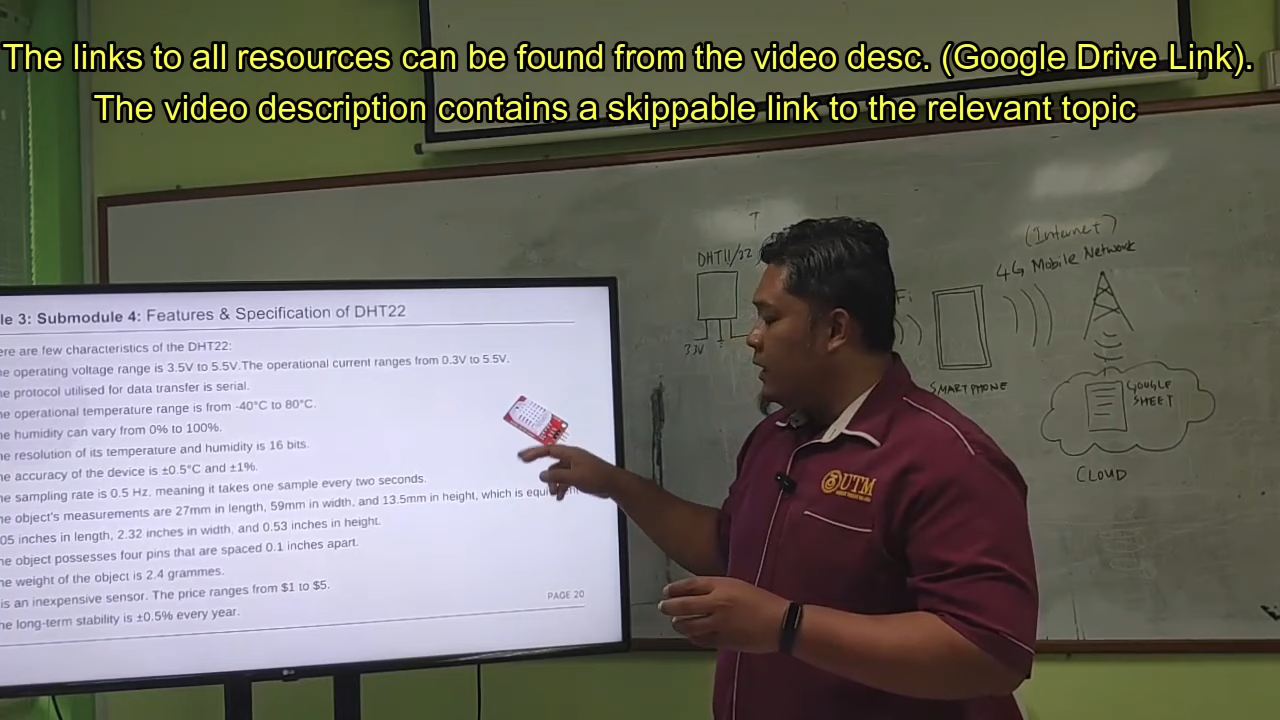 The links to all resources can be found from the video desc. (Google Drive Link).
The video description contains a skippable link to the relevant topic
le 3: Submodule 4: Features & Specification of DHT22
ere are few characteristics of the DHT22:
he operating voltage range is 3.5V to 5.5V.The operational current ranges from 0.3V to 5.5V.
he protocol utilised for data transfer is serial.
he operational temperature range is from -40°C to 80°C.
he humidity can vary from 0% to 100%.
he resolution of its temperature and humidity is 16 bits.
he accuracy of the device is ±0.5°C and ±1%.
he sampling rate is 0.5 Hz, meaning it takes one sample every two seconds.
he object's measurements are 27mm in length, 59mm in width, and 13.5mm in height, which is
05 inches in length, 2.32 inches in width, and 0.53 inches in height.
he object possesses four pins that are spaced 0.1 inches apart.
he weight of the object is 2.4 grammes.
is an inexpensive sensor. The price ranges from $1 to $5.
he long-term stability is ±0.5% every year.
PAGE 20
LG
T
DHT11/22
3.3V
Fi
SMARTPHONE
(Internet)
4G Mobile Network
GOOGLE
SHEET
CLOUD
UTM